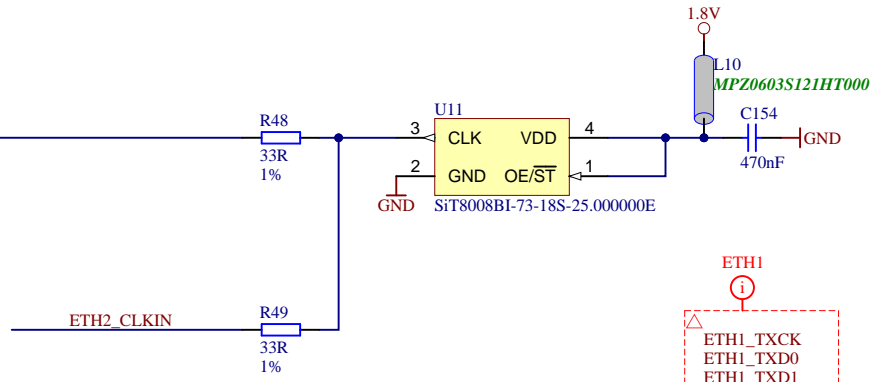 1.8V
L10
MPZ0603S121HT000
C154
470nF
GND
U11
3 CLK VDD 4
2 GND OE/ST 1
GND
SiT8008BI-73-18S-25.000000E
R48
33R
1%
ETH2_CLKIN
R49
33R
1%
ETH1
i
ETH1_TXCK
ETH1_TXD0
ETH1_TXD1